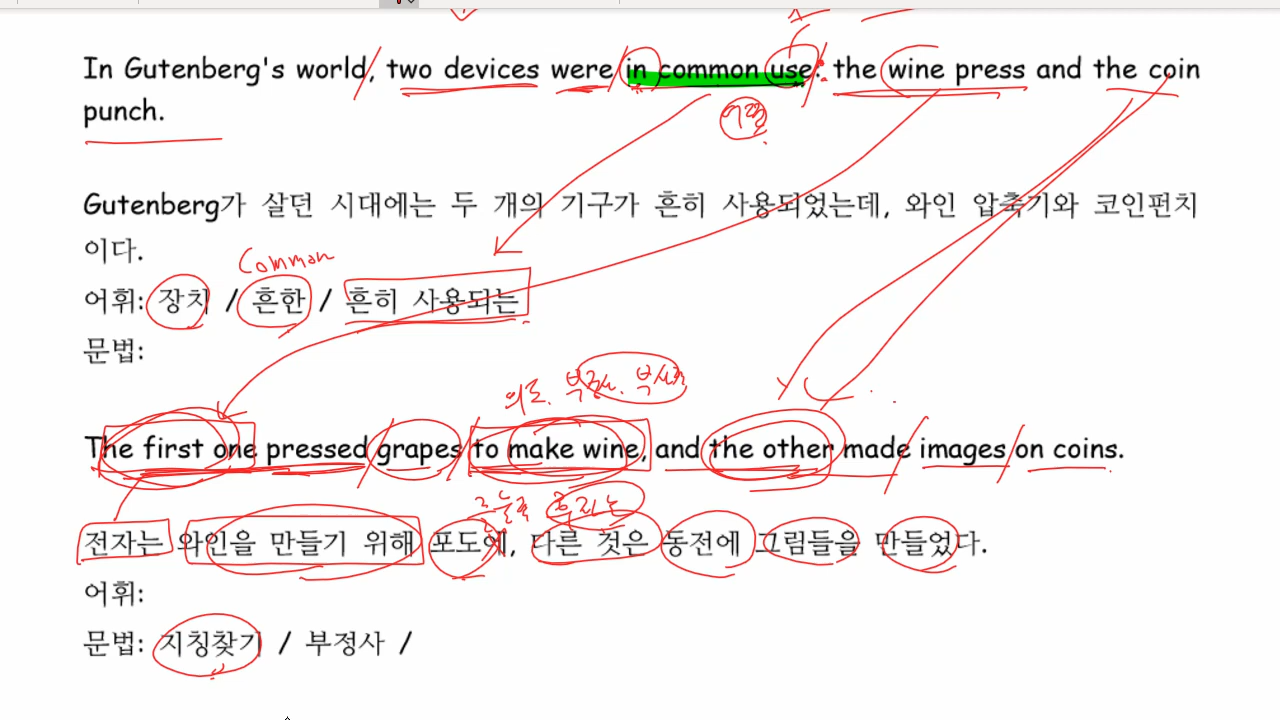 In Gutenberg's world, two devices were in common use: the wine press and the coin
punch.
어휘
Gutenberg가 살던 시대에는 두 개의 기구가 흔히 사용되었는데, 와인 압축기와 코인펀치
이다.
Common
어휘: 장치 / 흔한 / 흔히 사용되는
문법:
The first one pressed grapes to make wine, and the other made images on coins.
후자는
전자는 와인을 만들기 위해 포도에, 다른 것은 동전에 그림들을 만들었다.
어휘:
문법: 지칭찾기 / 부정사 /